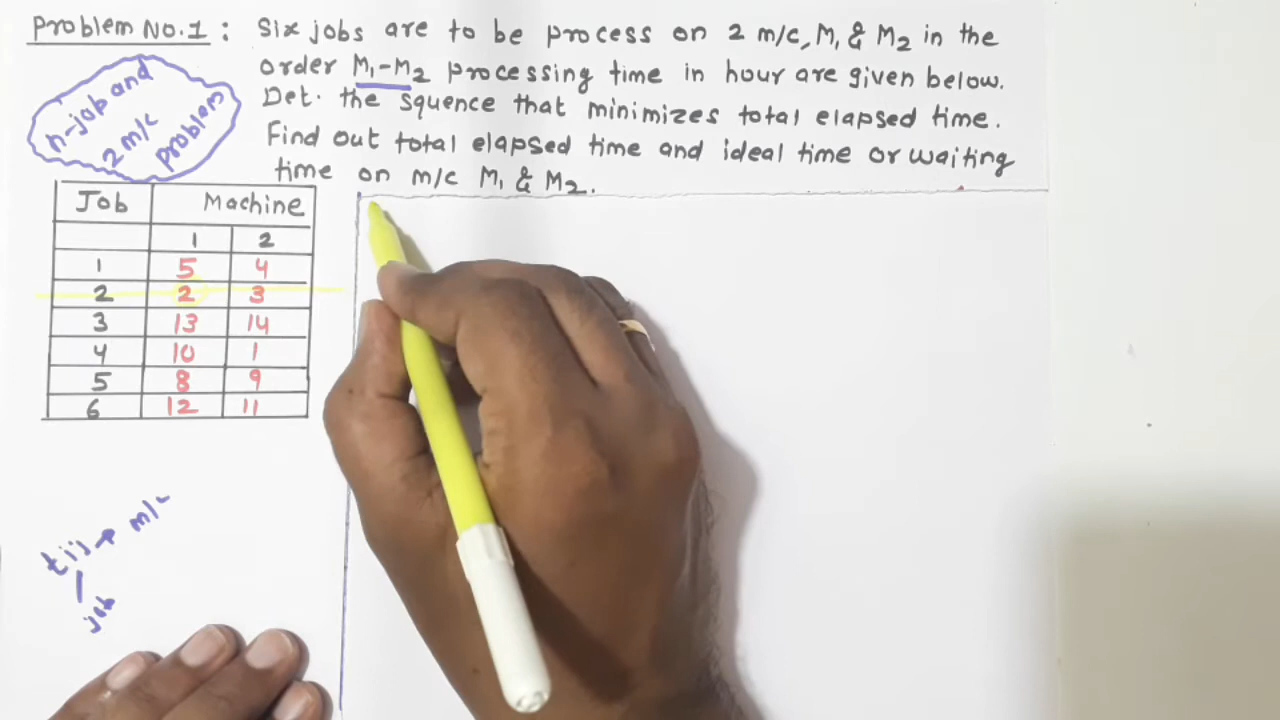 Problem No.1 : Six jobs are to be process on 2 m/c, M1 & M2 in the
order M1-M2 processing time in hour are given below.
Det. the squence that minimizes total elapsed time.
Find out total elapsed time and ideal time or waiting
time on m/c M1 & M2.
n-job and
2 m/c
problem
Job Machine
1 2
1 5 4
2 2 3
3 13 14
4 10 1
5 8 9
6 12 11
tij → m/c
job